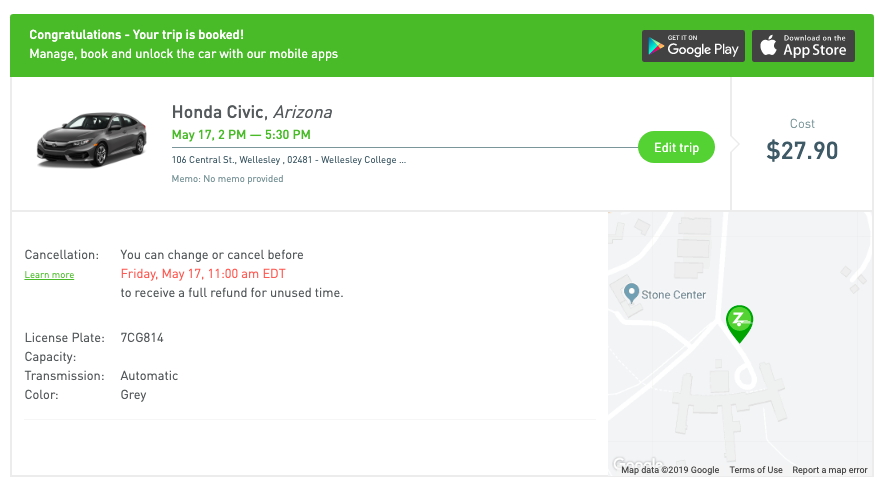 Congratulations - Your trip is booked!
Manage, book and unlock the car with our mobile apps
GET IT ON
Google Play
Download on the
App Store
Honda Civic, Arizona
May 17, 2 PM — 5:30 PM
106 Central St., Wellesley , 02481 - Wellesley College ...
Memo: No memo provided
Edit trip
Cost
$27.90
Cancellation: You can change or cancel before
Learn more Friday, May 17, 11:00 am EDT
to receive a full refund for unused time.
License Plate: 7CG814
Capacity:
Transmission: Automatic
Color: Grey
Stone Center
Z
Google
Map data ©2019 Google Terms of Use Report a map error